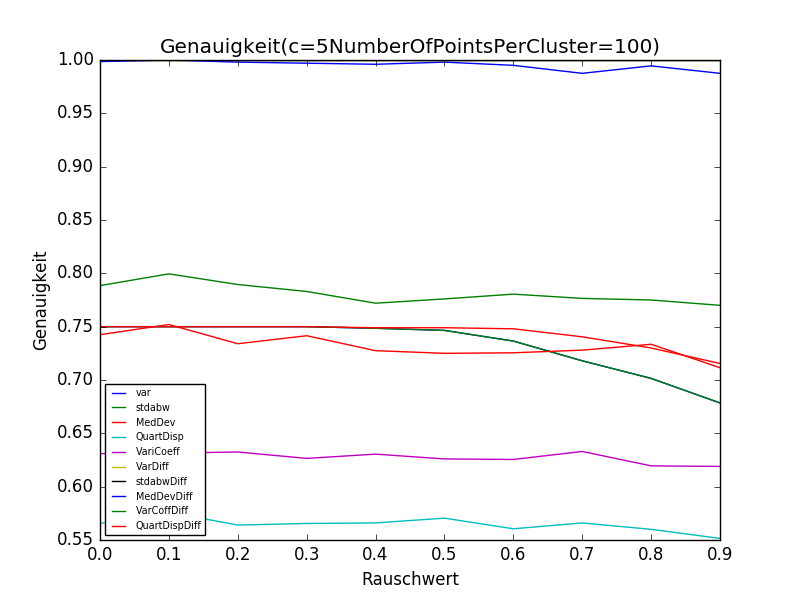 Genauigkeit(c=5NumberOfPointsPerCluster=100)
1.00
0.95
0.90
0.85
0.80
0.75
0.70
0.65
0.60
0.55
Genauigkeit
var
stdabw
MedDev
QuartDisp
VariCoeff
VarDiff
stdabwDiff
MedDevDiff
VarCoffDiff
QuartDispDiff
0.0 0.1 0.2 0.3 0.4 0.5 0.6 0.7 0.8 0.9
Rauschwert